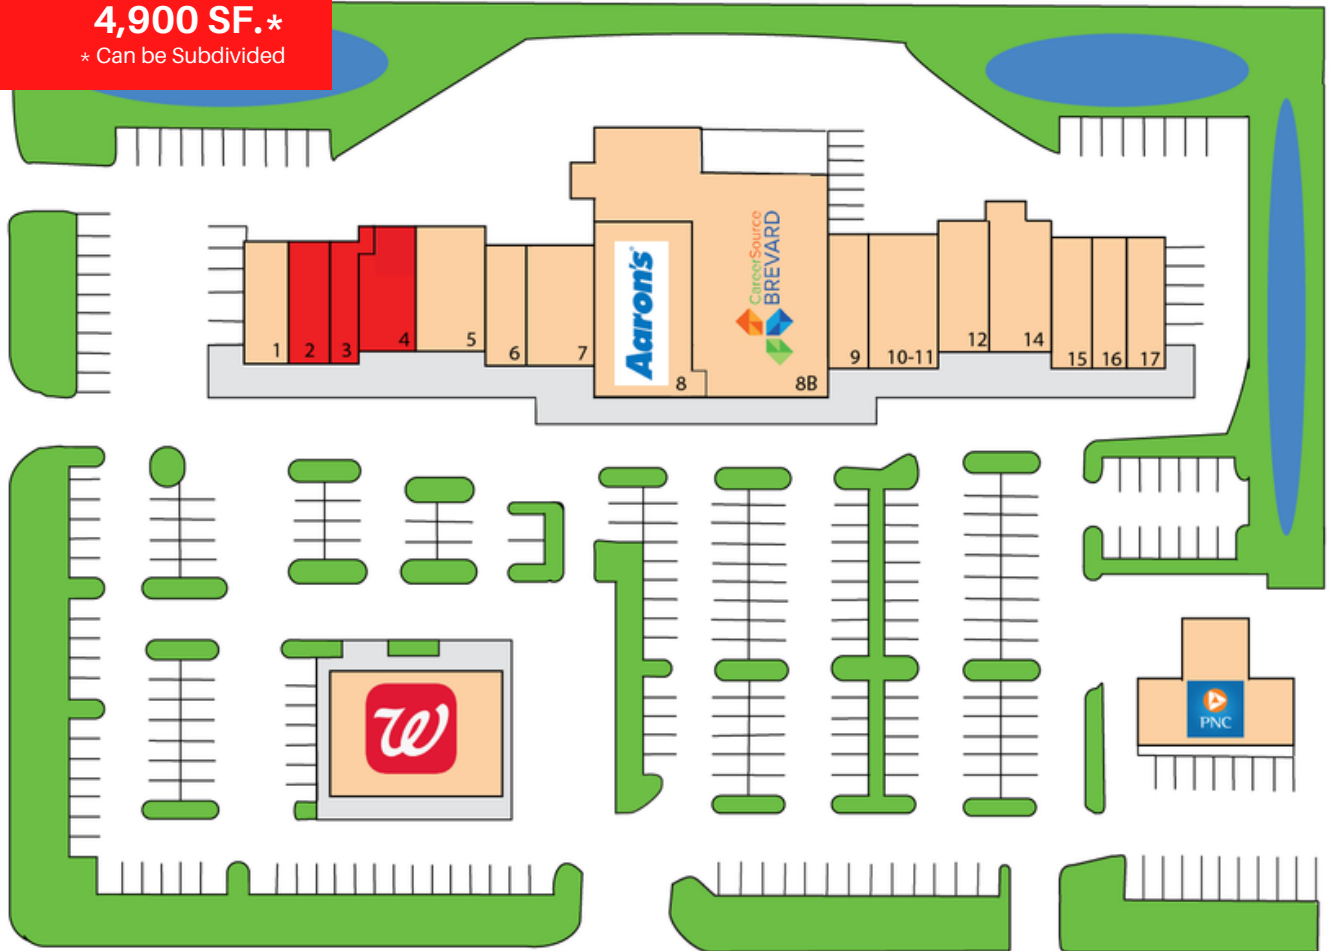 4,900 SF.*
* Can be Subdivided
1
2
3
4
5
6
7
Aaron's
8
CareerSource
BREVARD
8B
9
10-11
12
14
15
16
17
W
PNC